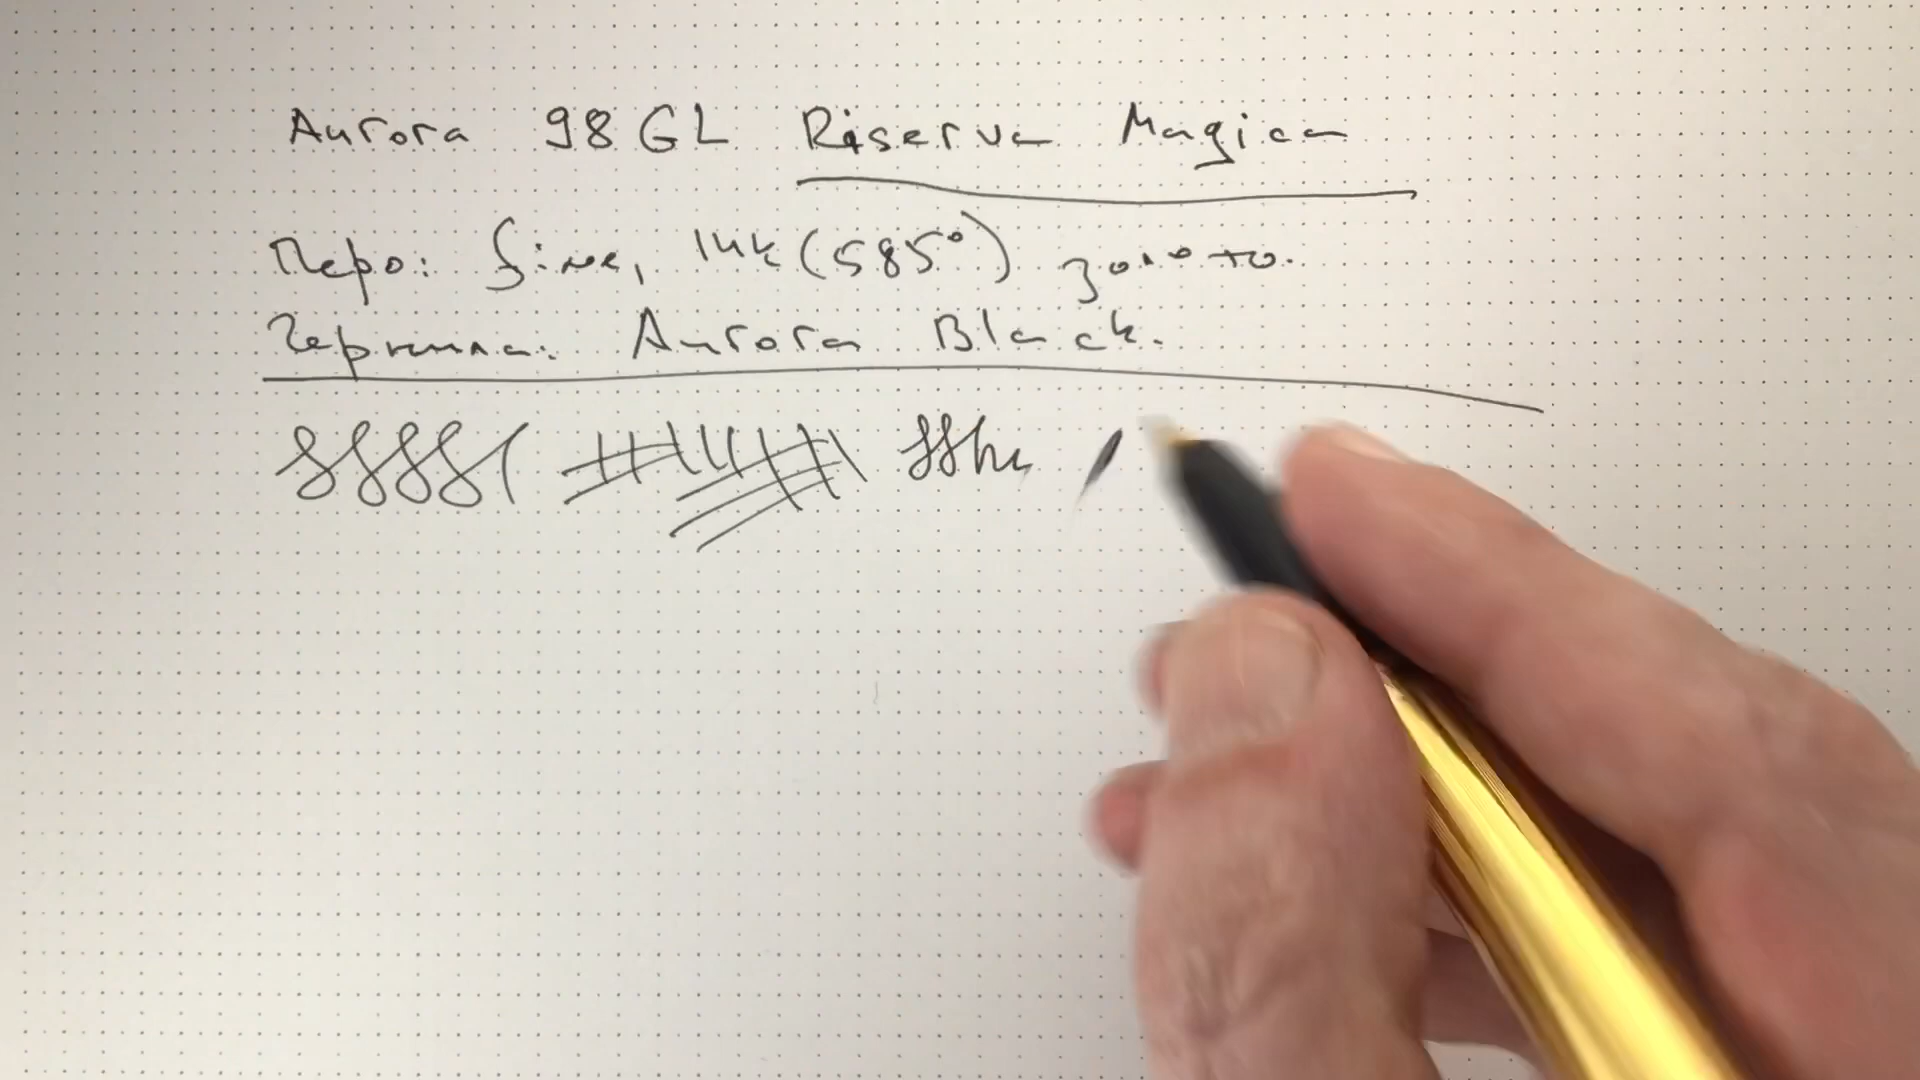 Aurora 98 GL Riserva Magica
Перо: fine, 14k (585°) золото.
Чернила: Aurora Black.